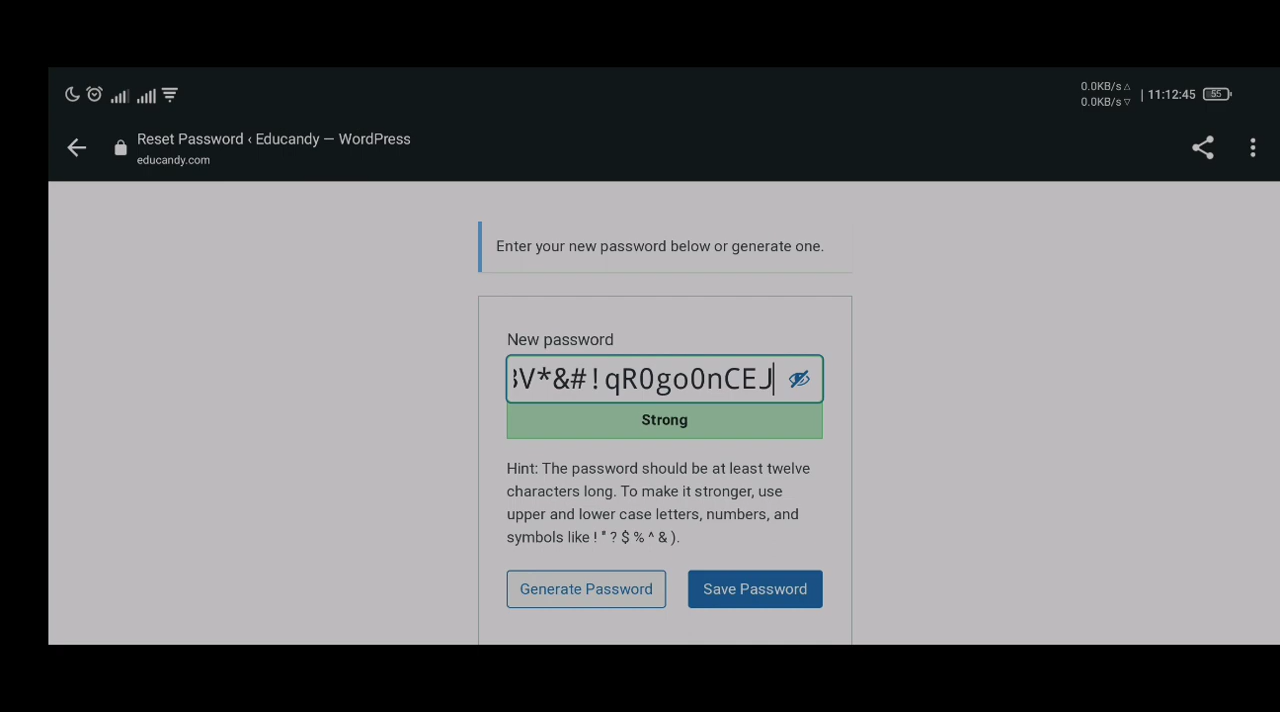 0.0KB/s △
0.0KB/s ▽
11:12:45
55
Reset Password ‹ Educandy — WordPress
educandy.com
Enter your new password below or generate one.
New password
V*&#!qR0go0nCEJ
Strong
Hint: The password should be at least twelve
characters long. To make it stronger, use
upper and lower case letters, numbers, and
symbols like ! " ? $ % ^ & ).
Generate Password
Save Password